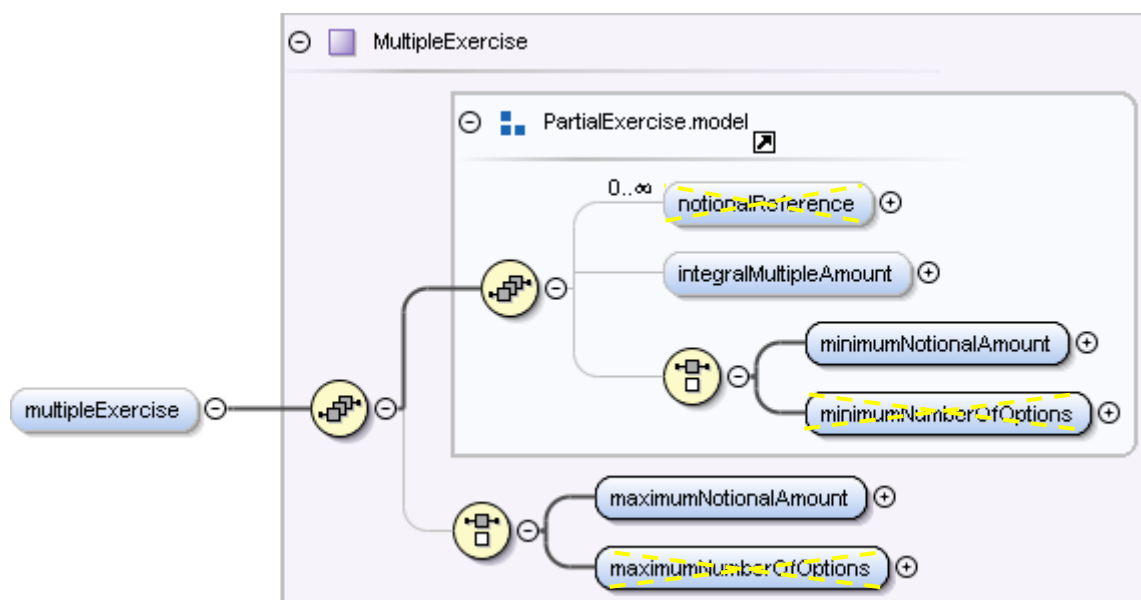 MultipleExercise
PartialExercise.model
0..∞
notionalReference
integralMultipleAmount
minimumNotionalAmount
multipleExercise
minimumNumberOfOptions
maximumNotionalAmount
maximumNumberOfOptions